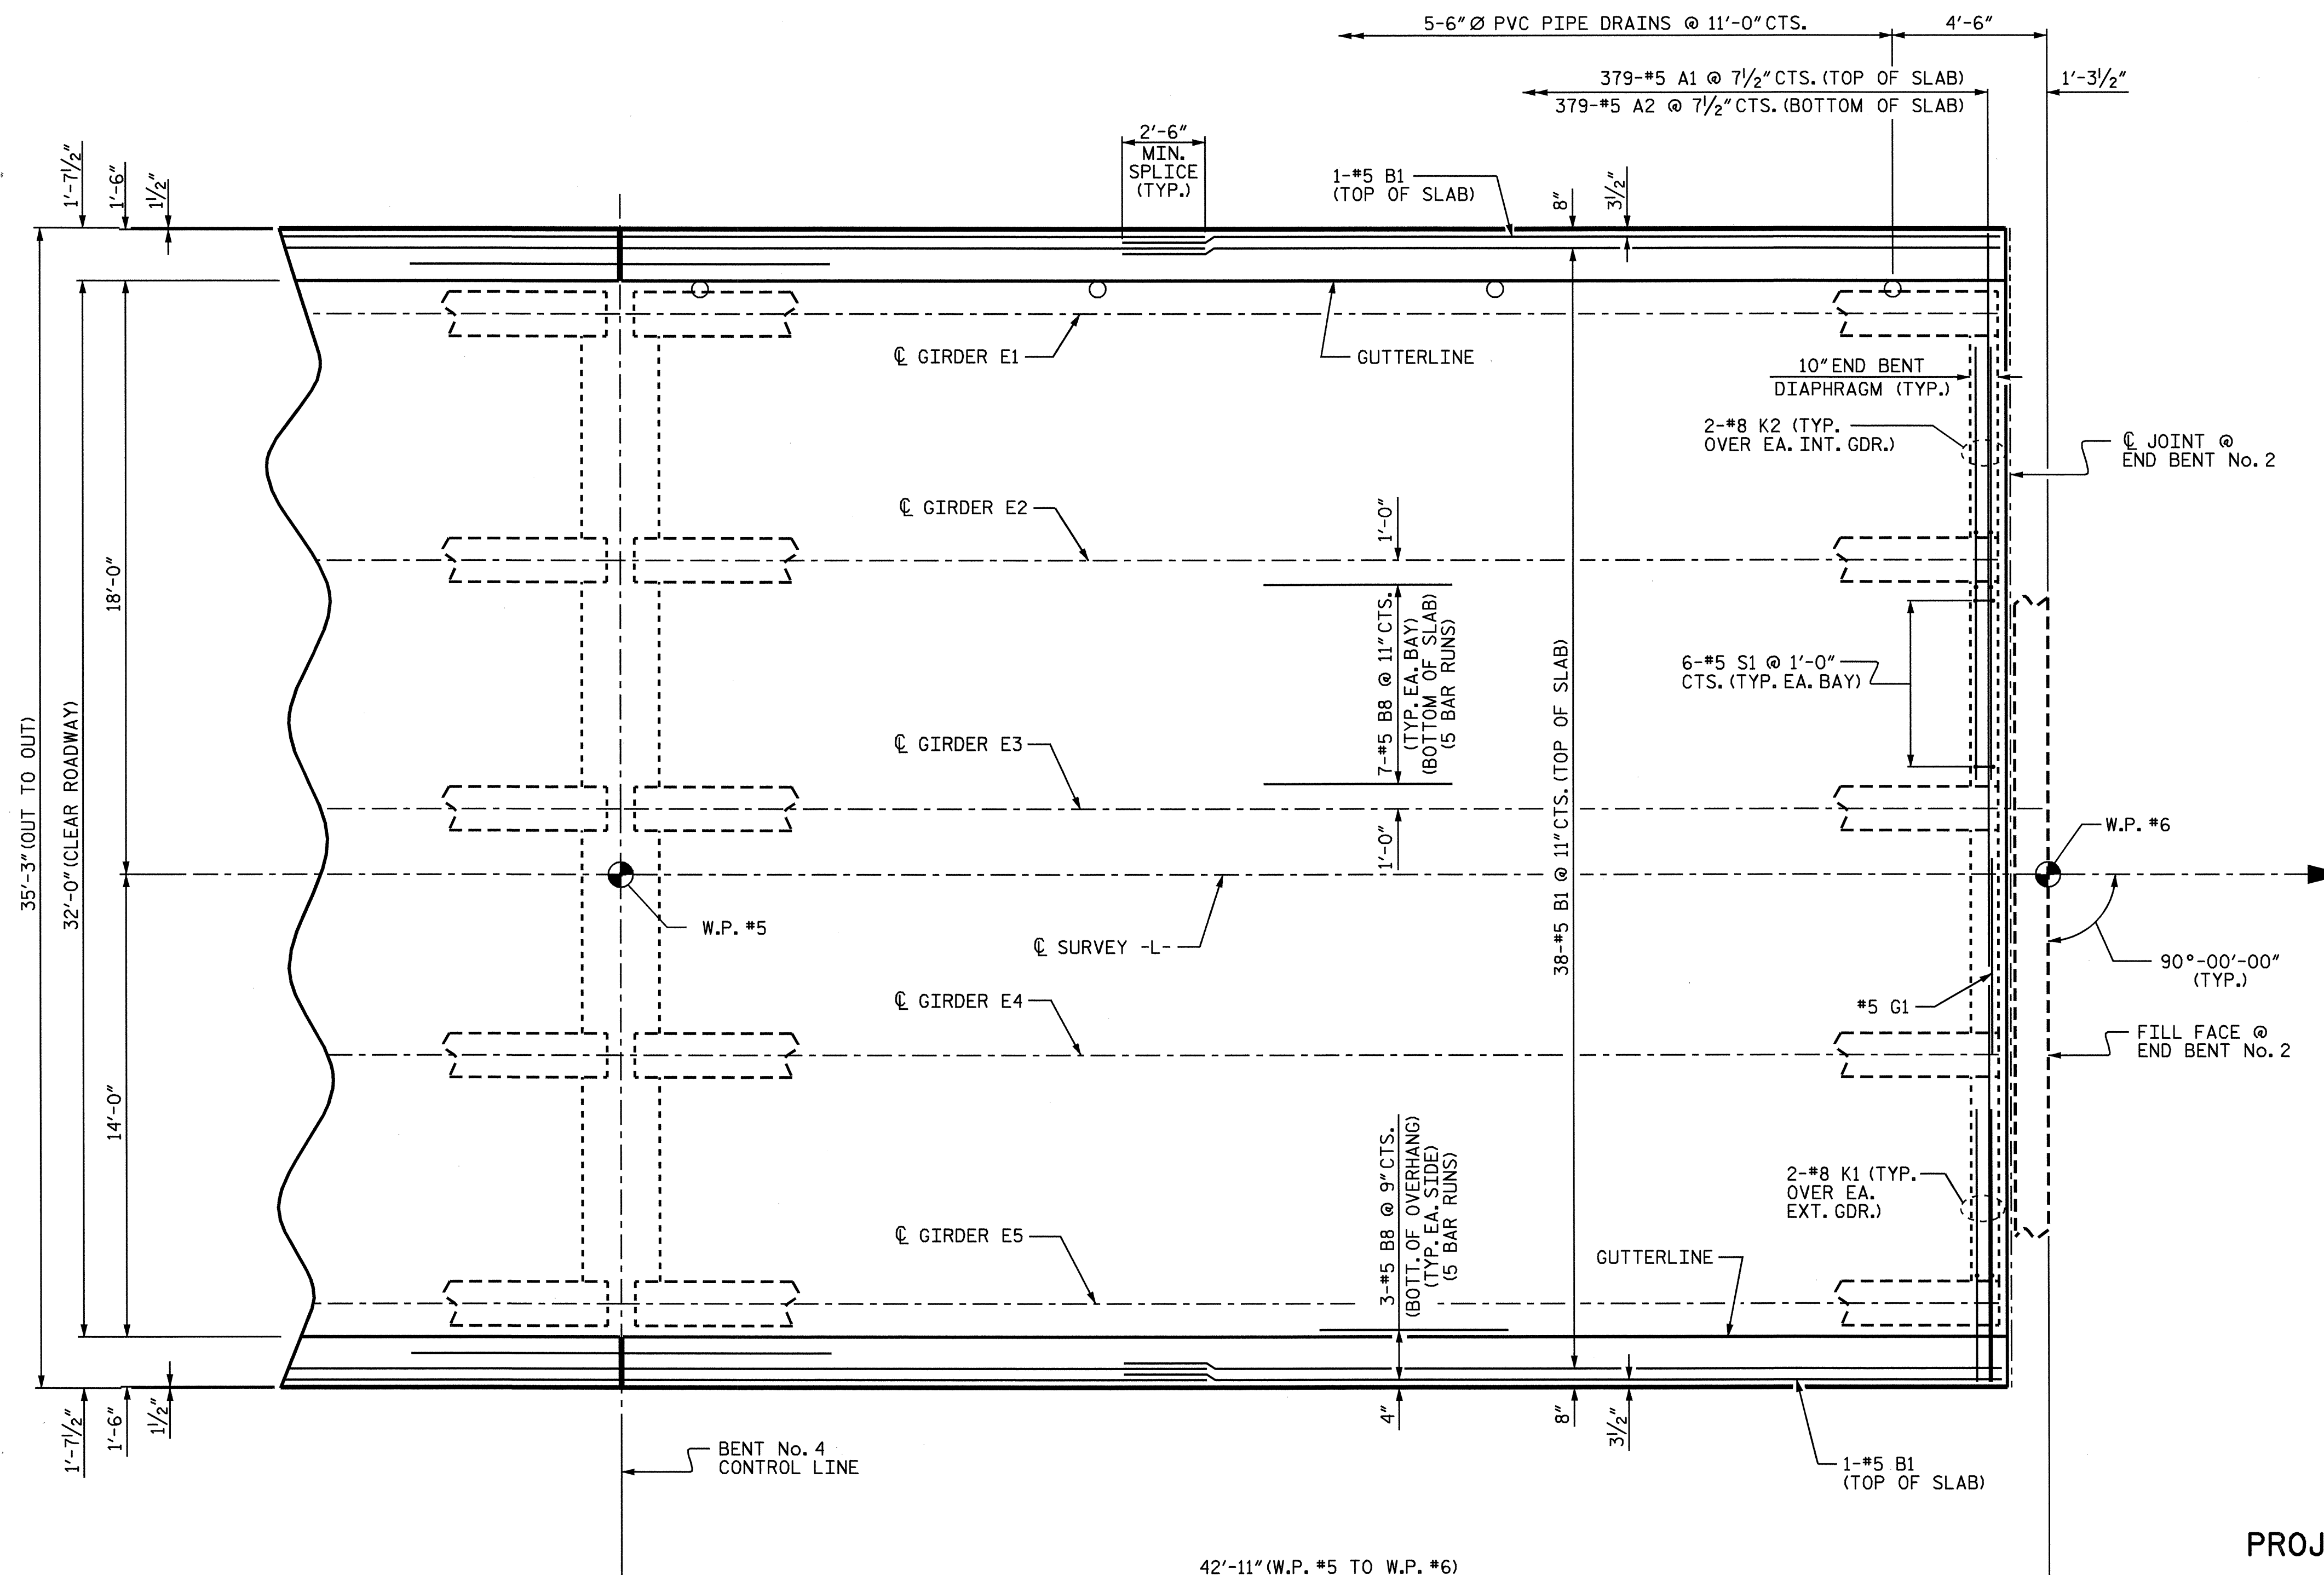 5-6"Ø PVC PIPE DRAINS @ 11'-0"CTS.
4'-6"
379-#5 A1 @ 7½"CTS.(TOP OF SLAB)
1'-3½"
379-#5 A2 @ 7½"CTS.(BOTTOM OF SLAB)
2'-6"
MIN.
SPLICE
(TYP.)
1'-7½"
1'-6"
1½"
1-#5 B1
(TOP OF SLAB)
8"
3½"
℄ GIRDER E1
GUTTERLINE
10"END BENT
DIAPHRAGM (TYP.)
2-#8 K2 (TYP.
OVER EA. INT. GDR.)
℄ JOINT @
END BENT No. 2
℄ GIRDER E2
1'-0"
18'-0"
7-#5 B8 @ 11"CTS.
(TYP. EA. BAY)
(BOTTOM OF SLAB)
(5 BAR RUNS)
6-#5 S1 @ 1'-0"
CTS. (TYP. EA. BAY)
35'-3"(OUT TO OUT)
32'-0"(CLEAR ROADWAY)
℄ GIRDER E3
38-#5 B1 @ 11"CTS. (TOP OF SLAB)
1'-0"
W.P. #6
W.P. #5
℄ SURVEY -L-
90°-00'-00"
(TYP.)
℄ GIRDER E4
#5 G1
FILL FACE @
END BENT No. 2
14'-0"
3-#5 B8 @ 9"CTS.
(BOTT. OF OVERHANG)
(TYP. EA. SIDE)
(5 BAR RUNS)
2-#8 K1 (TYP.
OVER EA.
EXT. GDR.)
℄ GIRDER E5
GUTTERLINE
1'-7½"
1'-6"
1½"
4"
8"
3½"
BENT No. 4
CONTROL LINE
1-#5 B1
(TOP OF SLAB)
PROJ
42'-11"(W.P. #5 TO W.P. #6)